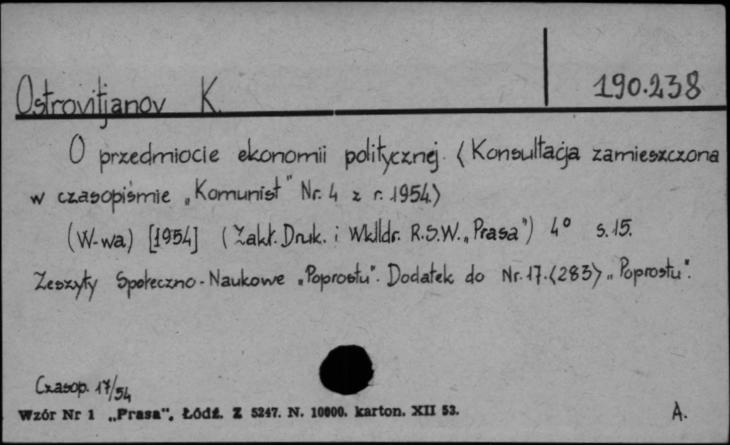 Ostrovitjanov K.
190.238
O przedmiocie ekonomii politycznej. (Konsultacja zamieszczona
w czasopiśmie „Komunist" Nr. 4 z r. 1954.)
(W-wa) [1954] (Zakł. Druk. i Wklldr. R.S.W. „Prasa") 4° s. 15.
Zeszyty Społeczno-Naukowe „Poprostu". Dodatek do Nr. 17. (283) „Poprostu".
Czasop. 17/54
Wzór Nr 1 „Prasa", Łódź. Z 5247. N. 10000. karton. XII 53.
A.